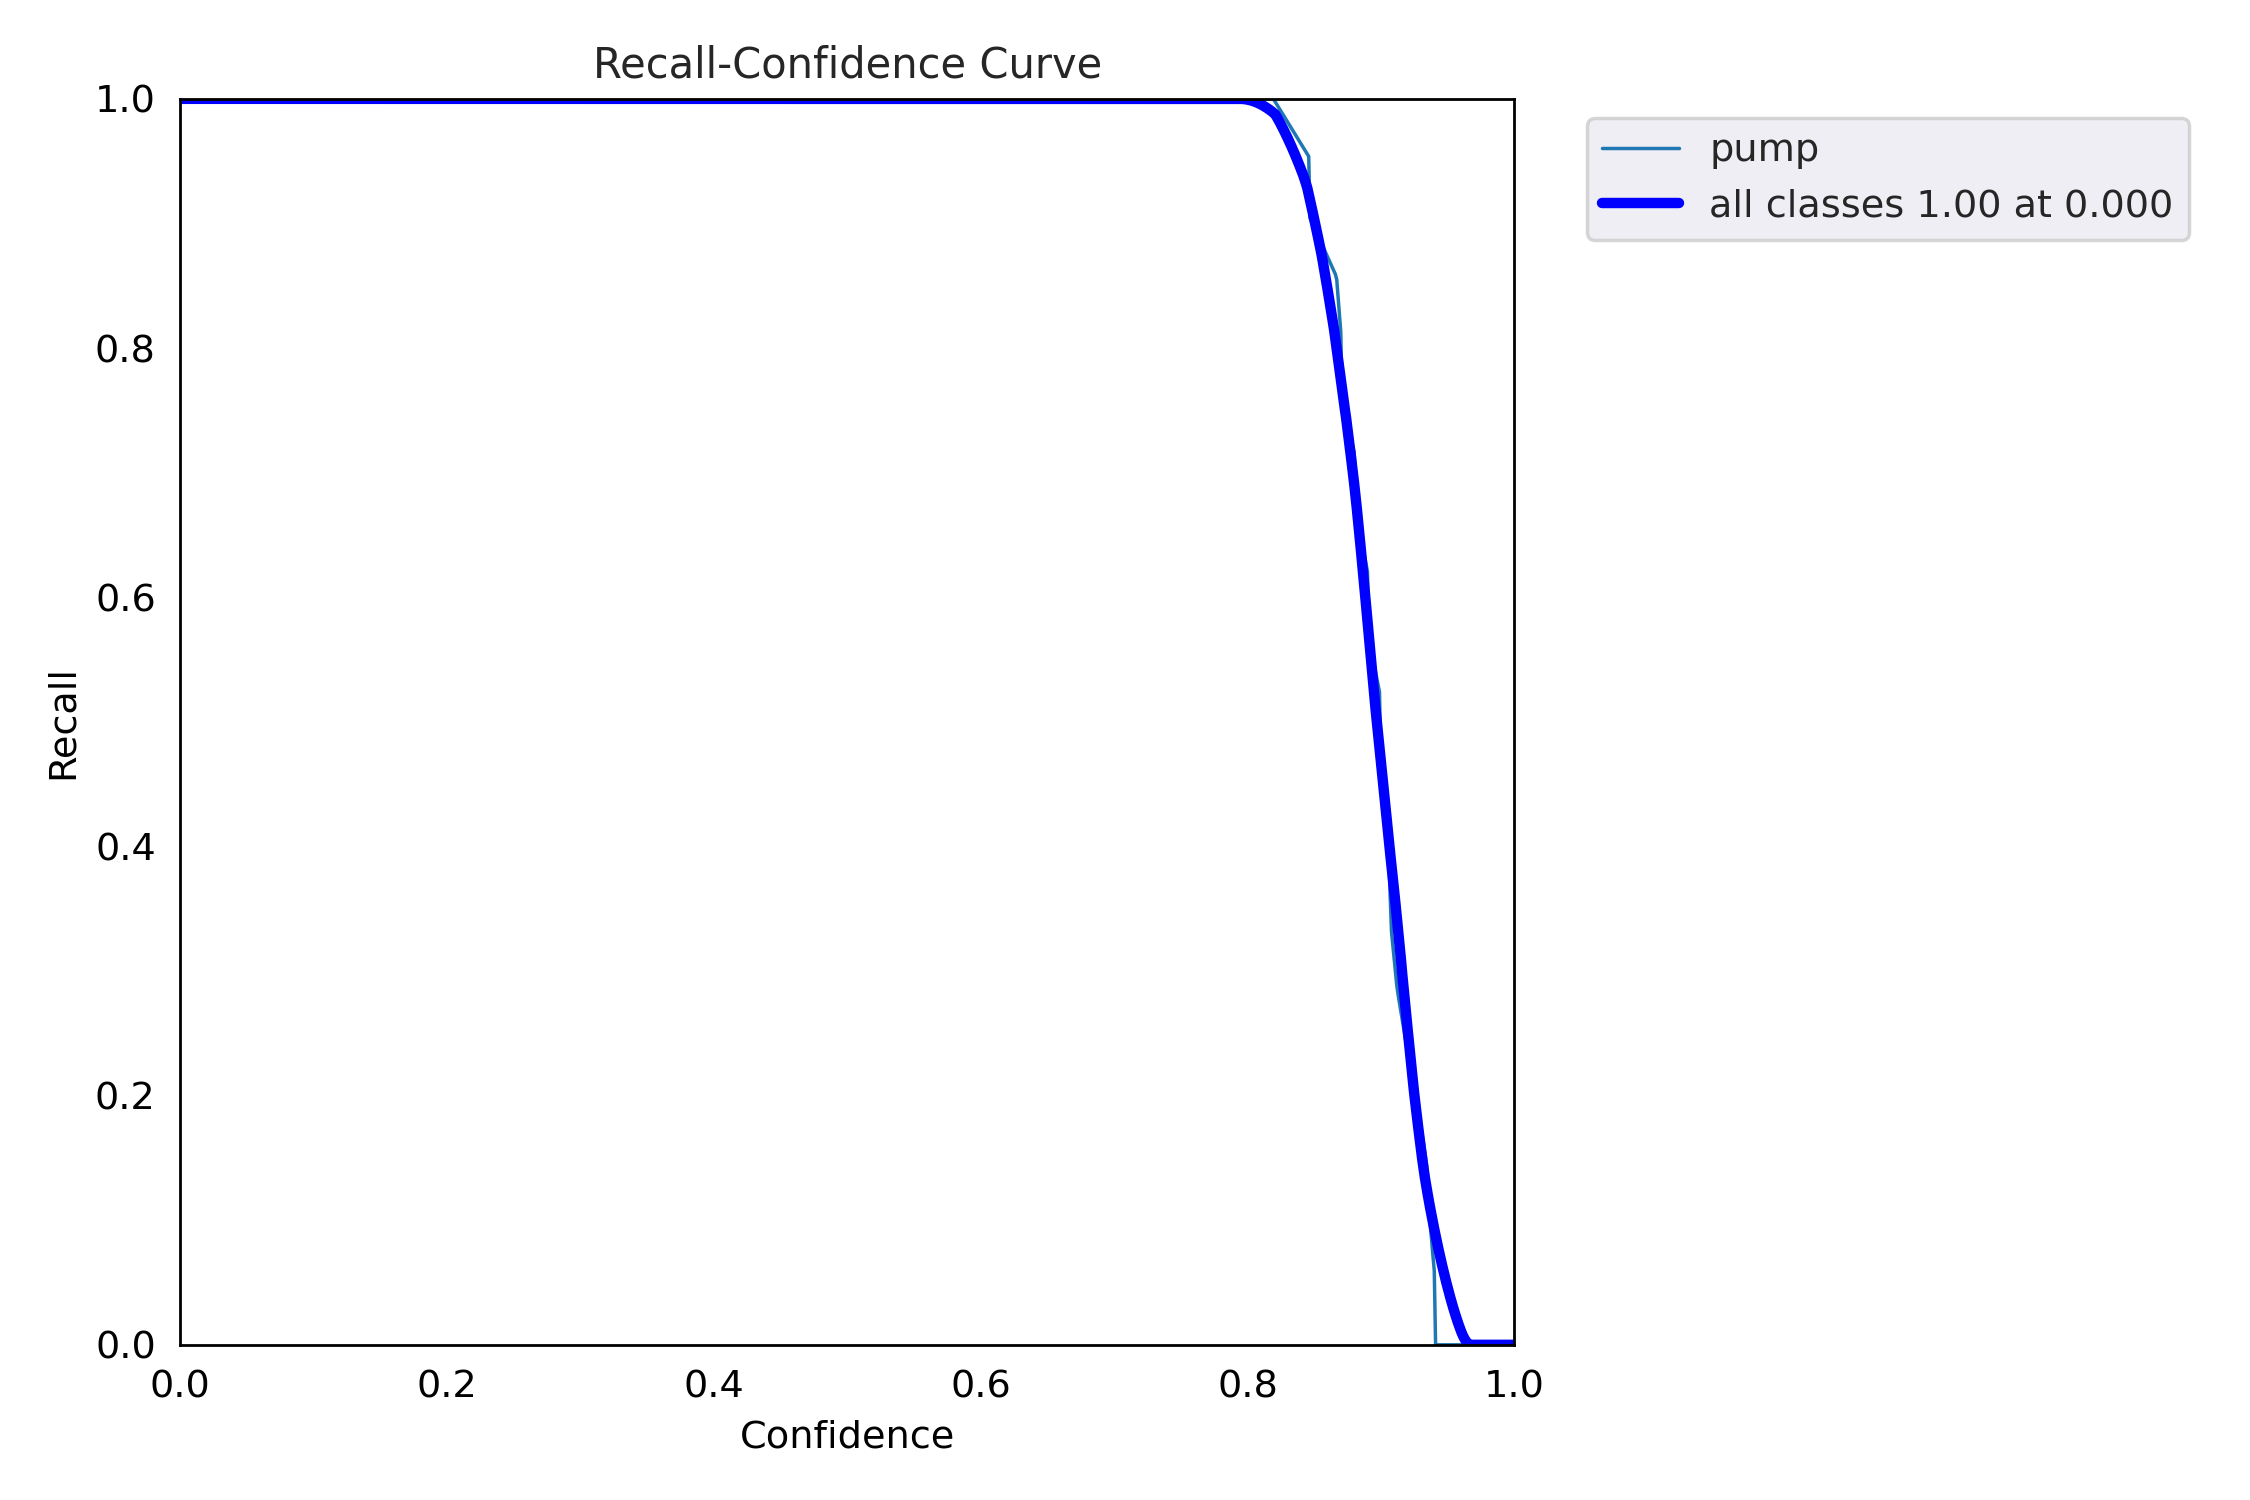 Recall-Confidence Curve
1.0
0.8
0.6
0.4
0.2
0.0
Recall
0.0 0.2 0.4 0.6 0.8 1.0
Confidence
pump
all classes 1.00 at 0.000